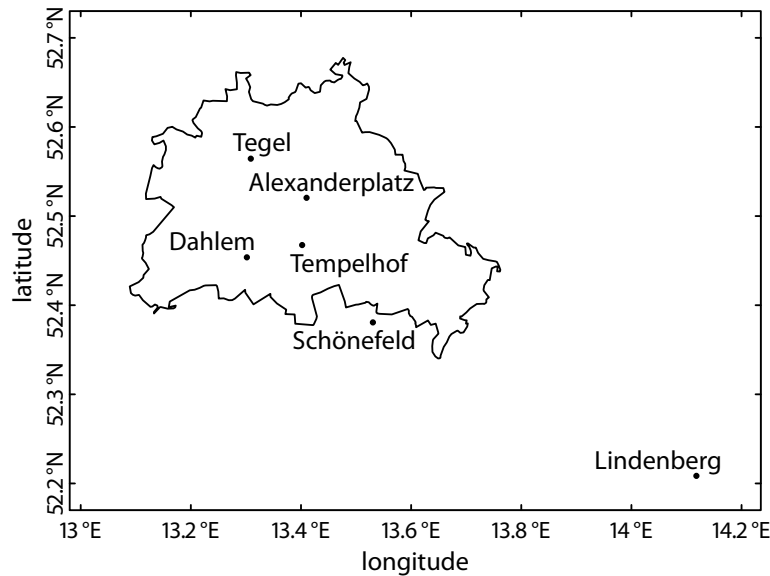 52.7 °N
52.6 °N
52.5 °N
52.4 °N
52.3 °N
52.2 °N
latitude
Tegel
Alexanderplatz
Dahlem
Tempelhof
Schönefeld
Lindenberg
13 °E 13.2 °E 13.4 °E 13.6 °E 13.8 °E 14 °E 14.2 °E
longitude